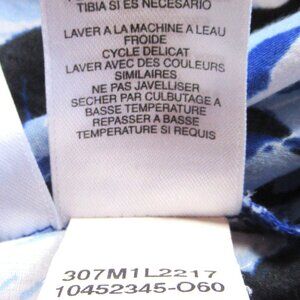 TIBIA SI ES NECESARIO
LAVER A LA MACHINE A L EAU
FROIDE
CYCLE DELICAT
LAVER AVEC DES COULEURS
SIMILAIRES
NE PAS JAVELLISER
SECHER PAR CULBUTAGE A
BASSE TEMPERATURE
REPASSER A BASSE
TEMPERATURE SI REQUIS
307M1L2217
10452345-O60